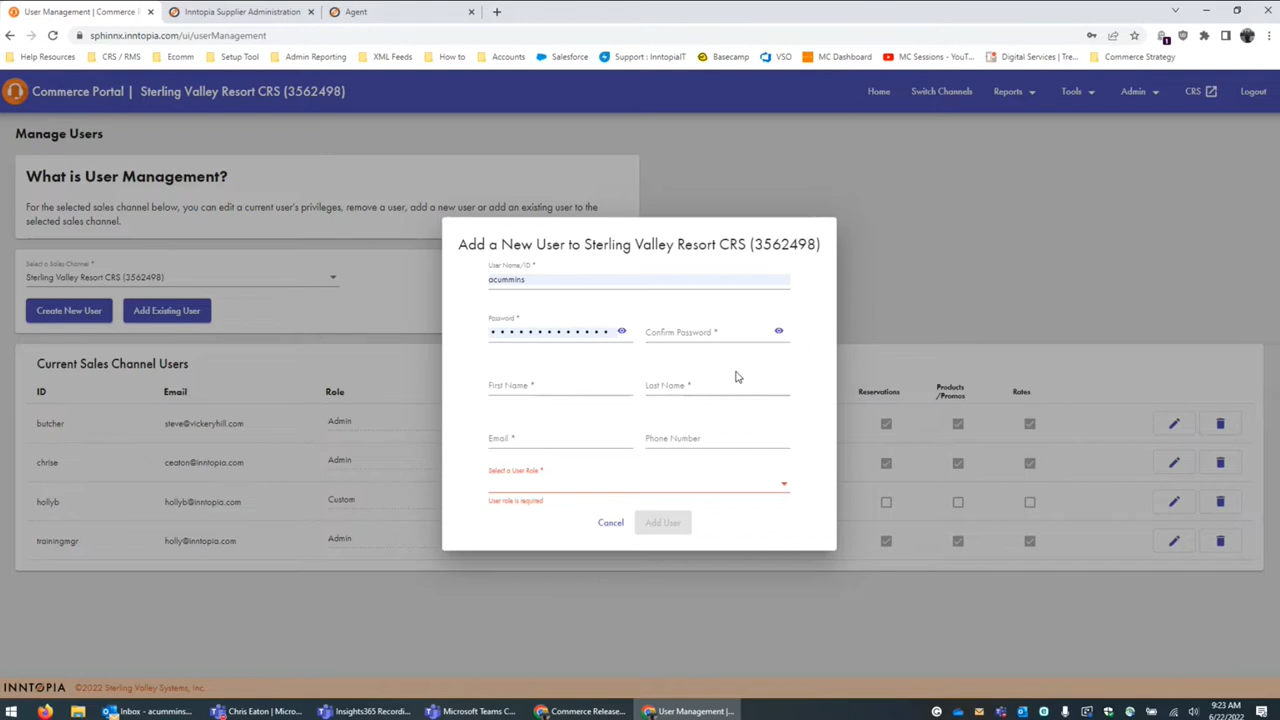 User Management | Commerce P
Inntopia Supplier Administration
Agent
sphinnx.inntopia.com/ui/userManagement
Help Resources
CRS / RMS
Ecomm
Setup Tool
Admin Reporting
XML Feeds
How to
Accounts
Salesforce
Support : InntopiaIT
Basecamp
VSO
MC Dashboard
MC Sessions - YouT...
Digital Services | Tre...
Commerce Strategy
Commerce Portal | Sterling Valley Resort CRS (3562498)
Home
Switch Channels
Reports
Tools
Admin
CRS
Logout
Manage Users
What is User Management?
For the selected sales channel below, you can edit a current user's privileges, remove a user, add a new user or add an existing user to the
selected sales channel.
Select a Sales Channel *
Sterling Valley Resort CRS (3562498)
Create New User
Add Existing User
Add a New User to Sterling Valley Resort CRS (3562498)
User Name/ID *
acummins
Password *
Confirm Password *
First Name *
Last Name *
Email *
Phone Number
Select a User Role *
User role is required
Cancel
Add User
Current Sales Channel Users
ID
Email
Role
Reservations
Products
/Promos
Rates
butcher
steve@vickeryhill.com
Admin
chrise
ceaton@inntopia.com
Admin
hollyb
hollyb@inntopia.com
Custom
trainingmgr
holly@inntopia.com
Admin
INNTOPIA
©2022 Sterling Valley Systems, Inc.
Inbox - acummins...
Chris Eaton | Micro...
Insights365 Recordi...
Microsoft Teams C...
Commerce Release...
User Management |...
9:23 AM
6/22/2022